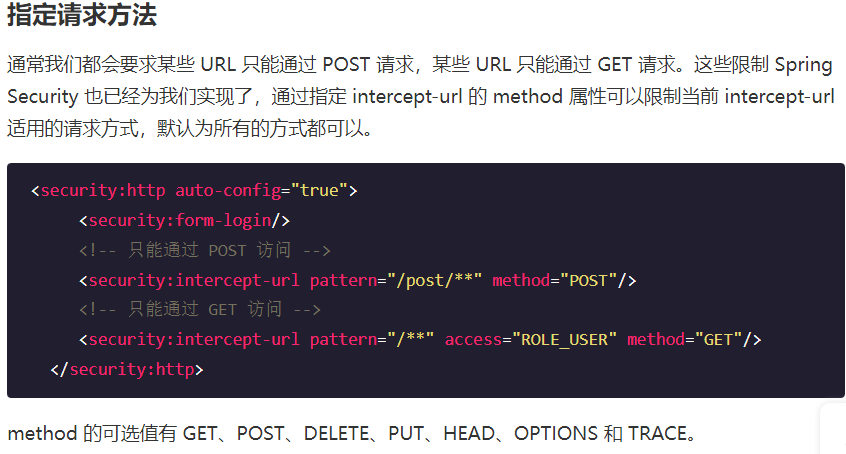 指定请求方法
通常我们都会要求某些 URL 只能通过 POST 请求，某些 URL 只能通过 GET 请求。这些限制 Spring
Security 也已经为我们实现了，通过指定 intercept-url 的 method 属性可以限制当前 intercept-url
适用的请求方式，默认为所有的方式都可以。
<security:http auto-config="true">
     <security:form-login/>
     <!-- 只能通过 POST 访问 -->
     <security:intercept-url pattern="/post/**" method="POST"/>
     <!-- 只能通过 GET 访问 -->
     <security:intercept-url pattern="/**" access="ROLE_USER" method="GET"/>
  </security:http>
method 的可选值有 GET、POST、DELETE、PUT、HEAD、OPTIONS 和 TRACE。